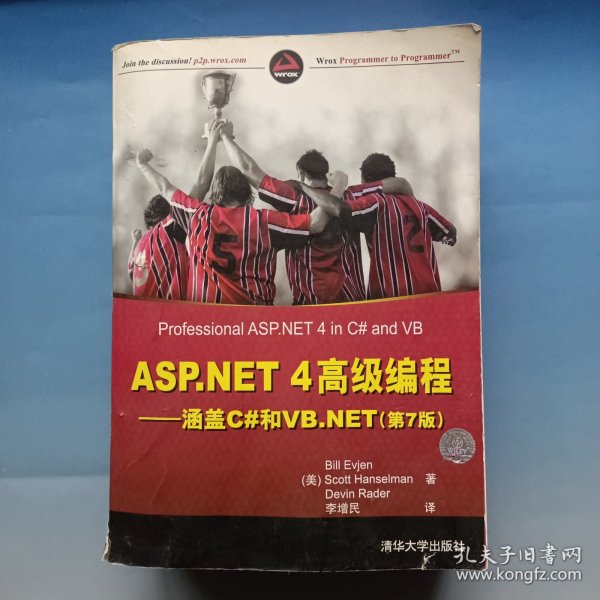 Join the discussion! p2p.wrox.com
wrox
Wrox Programmer to Programmer™
5
2
Professional ASP.NET 4 in C# and VB
ASP.NET 4高级编程
——涵盖C#和VB.NET(第7版)
Bill Evjen
(美) Scott Hanselman 著
Devin Rader
李增民 译
WILEY
清华大学出版社
孔夫子旧书网
www.kongfz.com